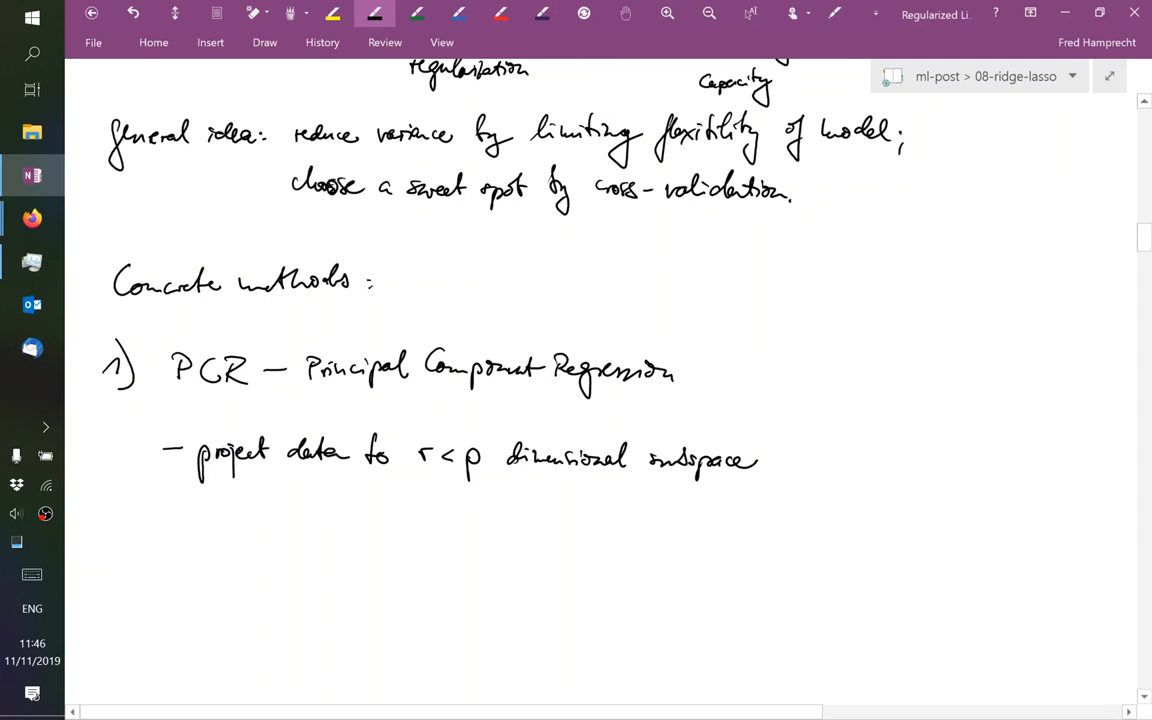 Regularized Li...
File Home Insert Draw History Review View Fred Hamprecht
regularization
Capacity
ml-post > 08-ridge-lasso
general idea: reduce variance by limiting flexibility of model;
choose a sweet spot by cross-validation.
Concrete methods:
1) PCR – Principal Component Regression
– project data to r < p dimensional subspace
ENG
11:46
11/11/2019